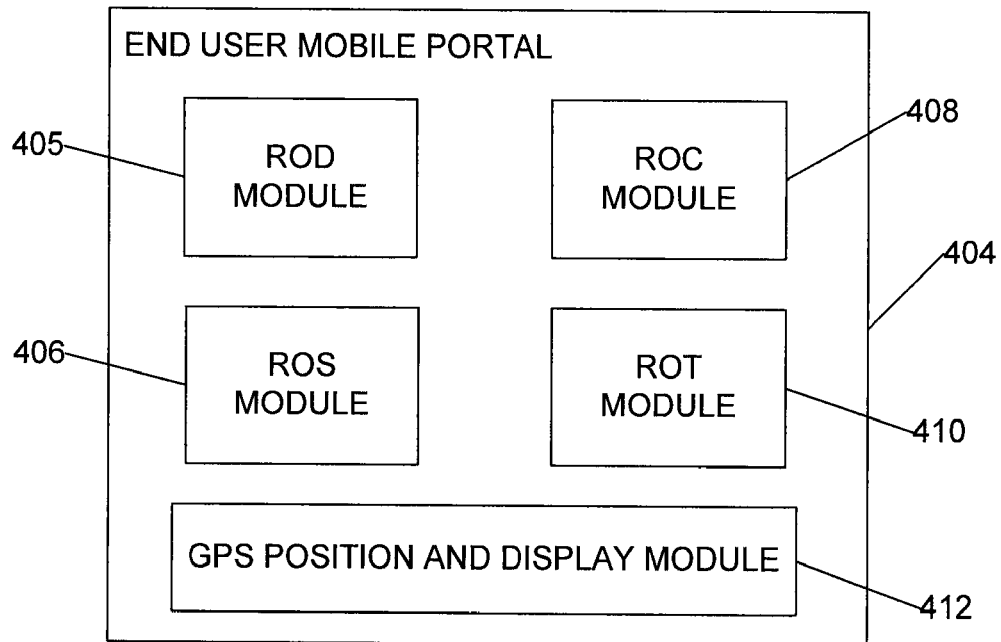 END USER MOBILE PORTAL
405
ROD
MODULE
ROC
MODULE
408
404
406
ROS
MODULE
ROT
MODULE
410
GPS POSITION AND DISPLAY MODULE
412